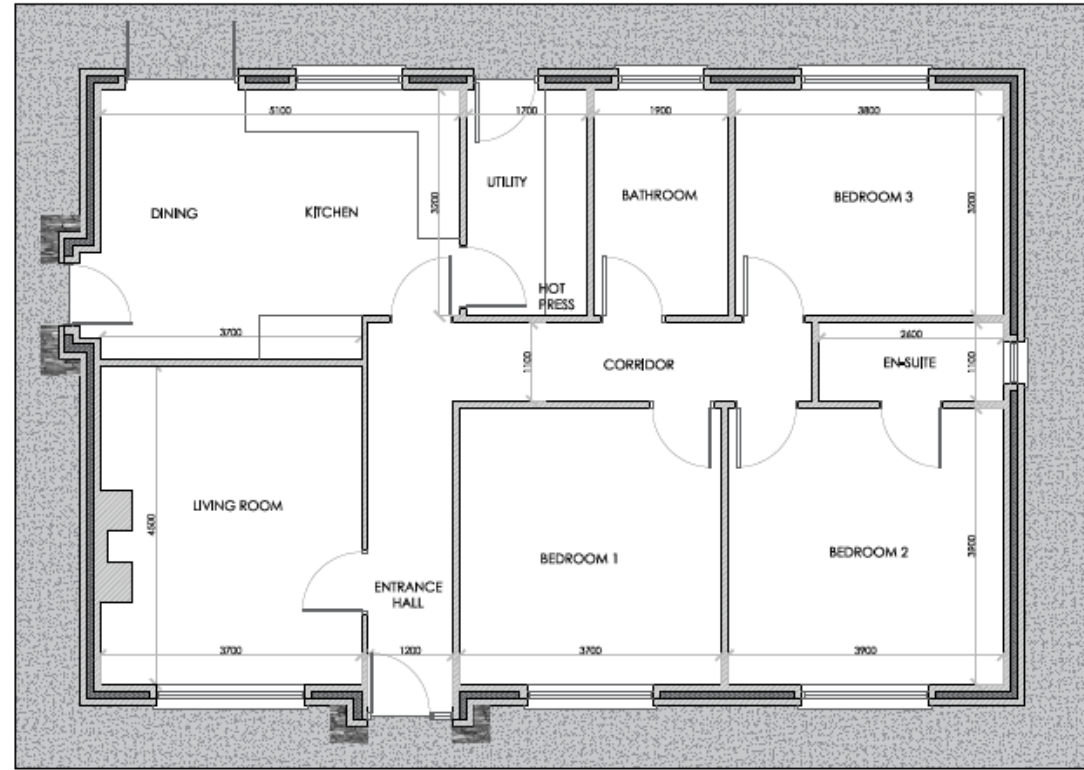 5100
1700
1900
3800
UTILITY
3200
BATHROOM
BEDROOM 3
3200
DINING
KITCHEN
HOT
PRESS
3700
1100
CORRIDOR
2600
EN-SUITE
1100
LIVING ROOM
4500
ENTRANCE
HALL
BEDROOM 1
BEDROOM 2
3900
3700
1200
3700
3900